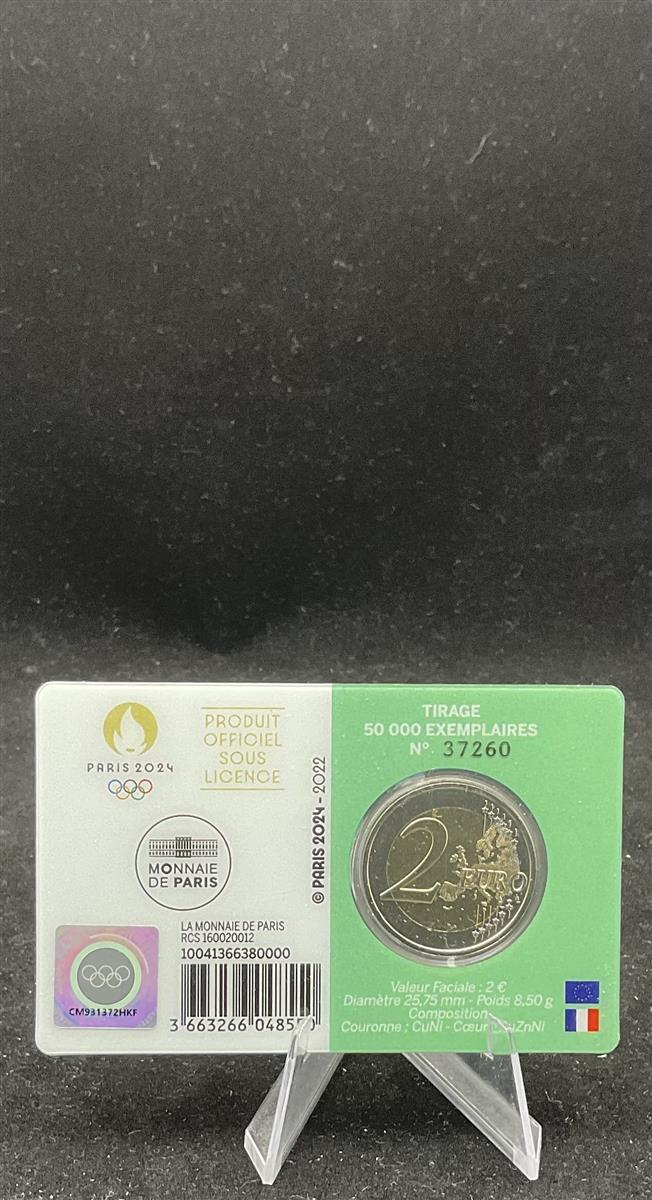 PARIS 2024
PRODUIT
OFFICIEL
SOUS
LICENCE
MONNAIE
DE PARIS
© PARIS 2024 - 2022
LA MONNAIE DE PARIS
RCS 160020012
10041366380000
CM931372HKF
3 663266
TIRAGE
50 000 EXEMPLAIRES
N° 37260
2 EURO
Valeur Faciale : 2 €
Diamètre 25,75 mm - Poids 8,50 g
Composition
Couronne : CuNi -